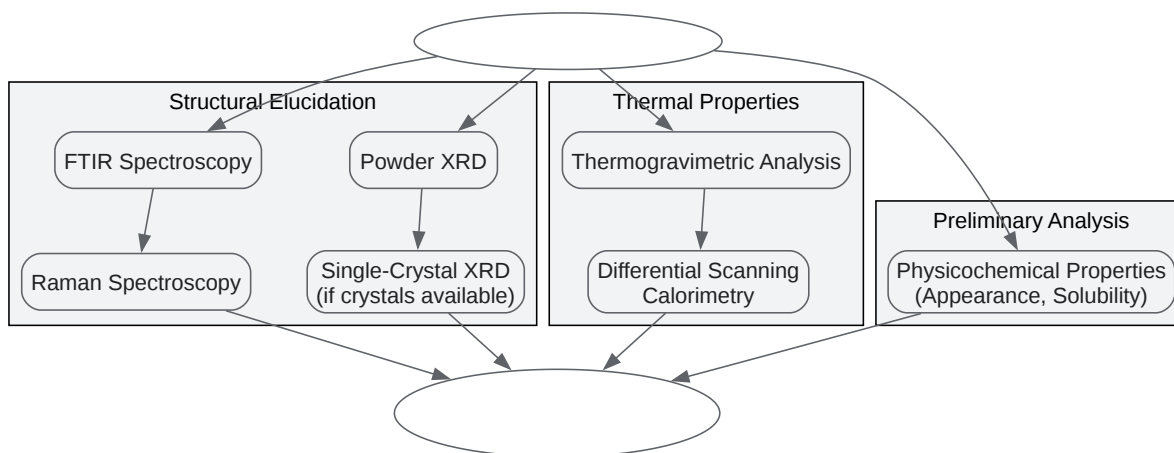 Structural Elucidation
Thermal Properties
FTIR Spectroscopy
Powder XRD
Thermogravimetric Analysis
Preliminary Analysis
Raman Spectroscopy
Single-Crystal XRD
(if crystals available)
Differential Scanning
Calorimetry
Physicochemical Properties
(Appearance, Solubility)